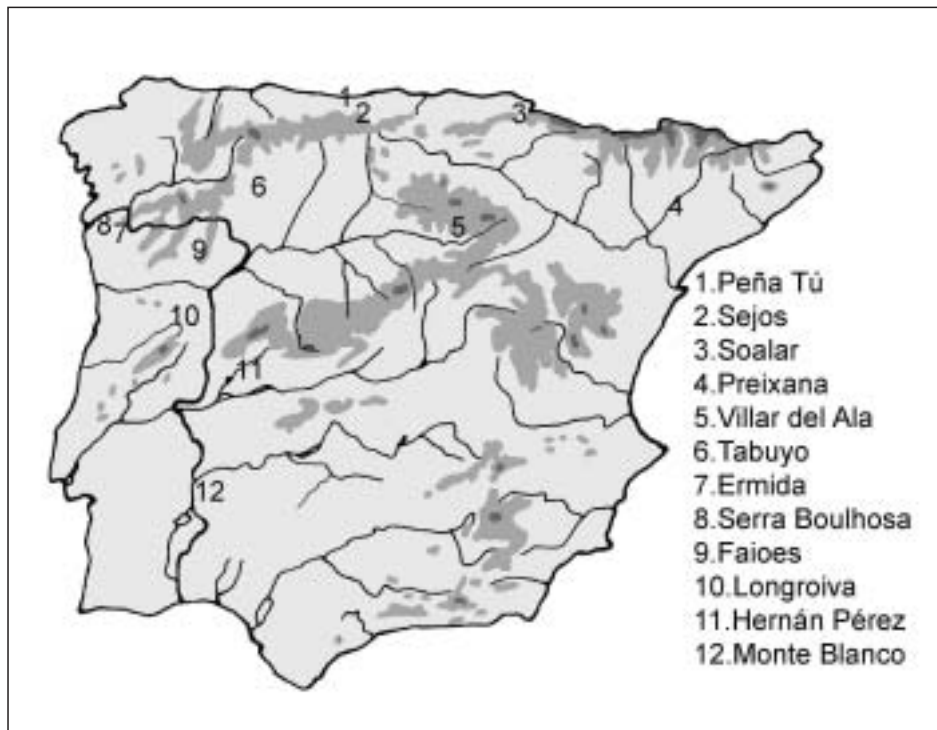 1
2
3
6
4
5
8
7
9
10
11
12
1.Peña Tú
2.Sejos
3.Soalar
4.Preixana
5.Villar del Ala
6.Tabuyo
7.Ermida
8.Serra Boulhosa
9.Faioes
10.Longroiva
11.Hernán Pérez
12.Monte Blanco